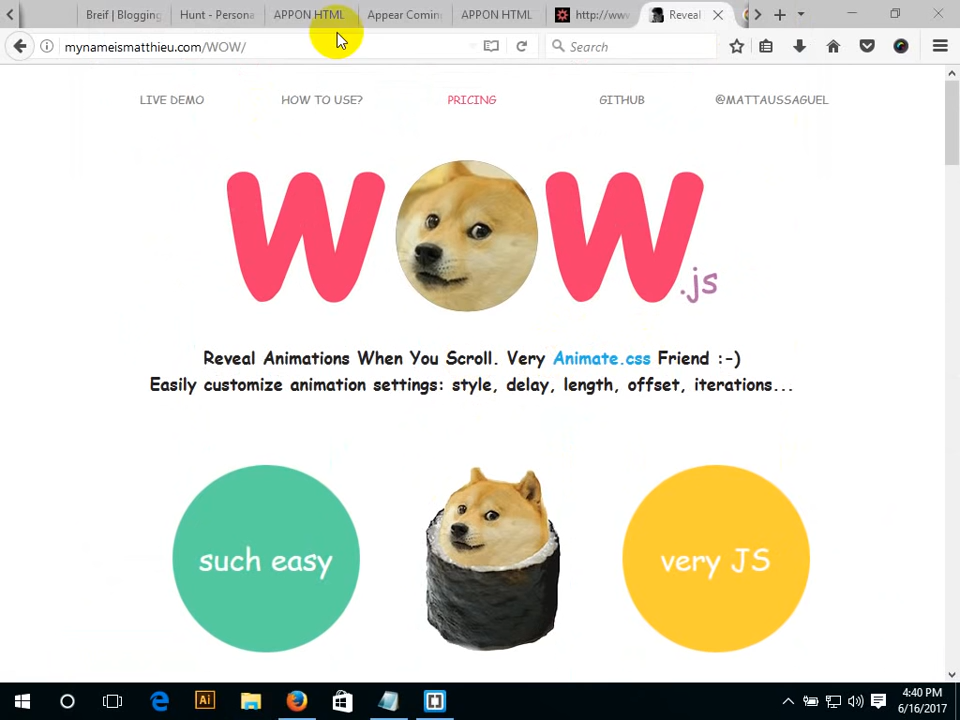 Breif | Blogging
Hunt - Persona
APPON HTML
Appear Comin
APPON HTML
http://www
Reveal
mynameismatthieu.com/WOW/
Search
LIVE DEMO
HOW TO USE?
PRICING
GITHUB
@MATTAUSSAGUEL
W W
.js
Reveal Animations When You Scroll. Very Animate.css Friend :-)
Easily customize animation settings: style, delay, length, offset, iterations...
such easy
very JS
Ai
4:40 PM
6/16/2017